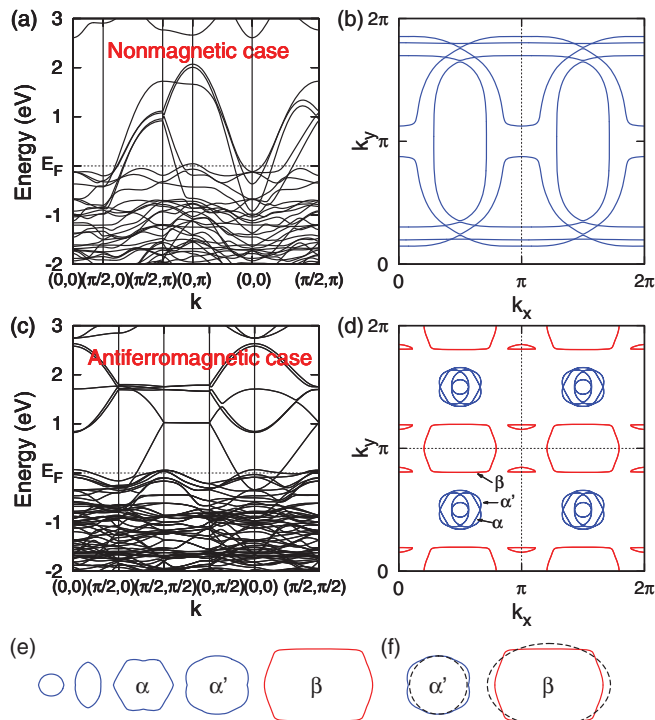 (a)
Nonmagnetic case
3
2
1
E_F
-1
-2
Energy (eV)
(0,0)(π/2,0)(π/2,π)(0,π) (0,0) (π/2,π)
k
(b)
2π
π
0
k_y
0 π 2π
k_x
(c)
Antiferromagnetic case
3
2
1
E_F
-1
-2
Energy (eV)
(0,0)(π/2,0)(π/2,π/2)(0,π/2)(0,0) (π/2,π/2)
k
(d)
2π
π
0
k_y
β
α'
α
0 π 2π
k_x
(e)
α
α'
β
(f)
α'
β